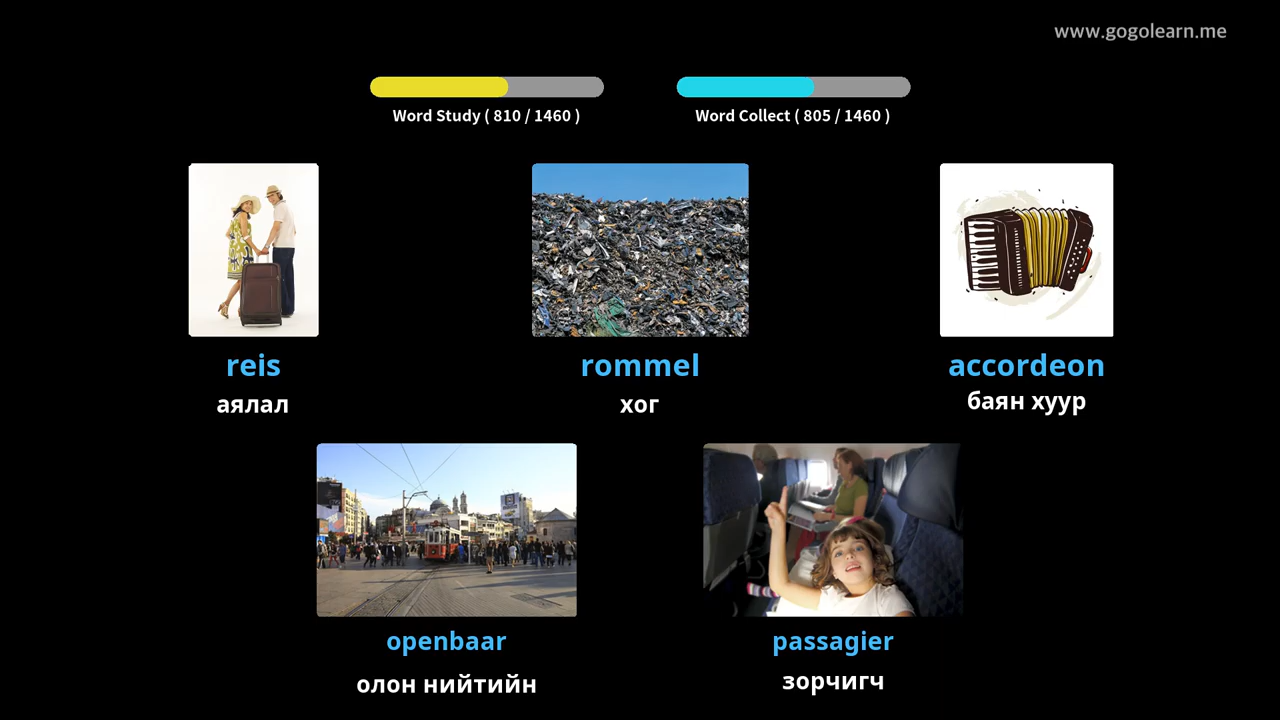 www.gogolearn.me
Word Study ( 810 / 1460 )
Word Collect ( 805 / 1460 )
reis
аялал
rommel
хог
accordeon
баян хуур
openbaar
олон нийтийн
passagier
зорчигч